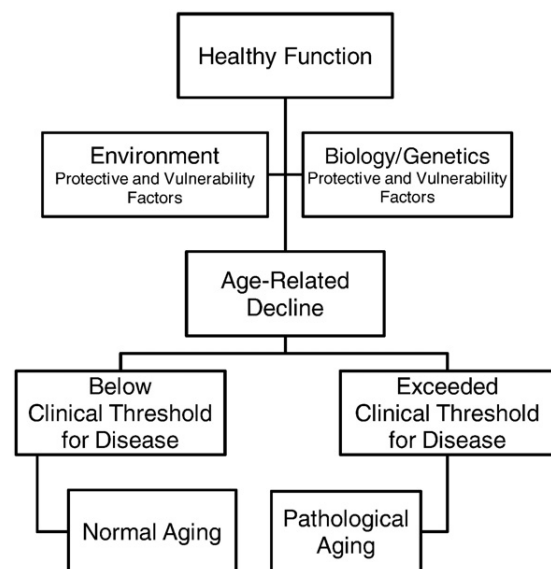 Healthy Function
Environment
Protective and Vulnerability
Factors
Biology/Genetics
Protective and Vulnerability
Factors
Age-Related
Decline
Below
Clinical Threshold
for Disease
Exceeded
Clinical Threshold
for Disease
Normal Aging
Pathological
Aging